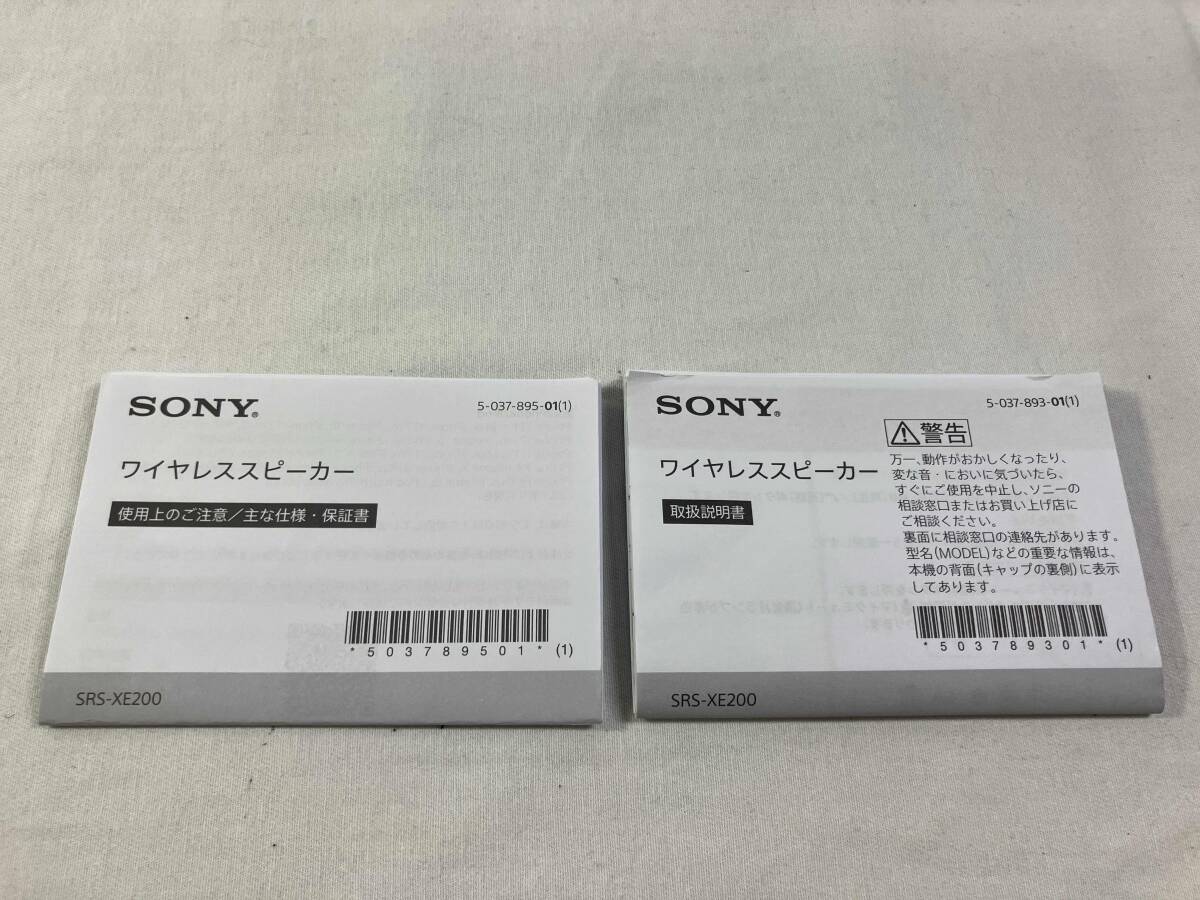 SONY®
5-037-895-01(1)
ワイヤレススピーカー
使用上のご注意/主な仕様・保証書
*503789501* (1)
SRS-XE200
SONY®
5-037-893-01(1)
警告
ワイヤレススピーカー
取扱説明書
万一、動作がおかしくなったり、
変な音・においに気づいたら、
すぐにご使用を中止し、ソニーの
相談窓口またはお買い上げ店に
ご相談ください。
裏面に相談窓口の連絡先があります。
型名(MODEL)などの重要な情報は、
本機の背面(キャップの裏側)に表示
してあります。
*503789301* (1)
SRS-XE200